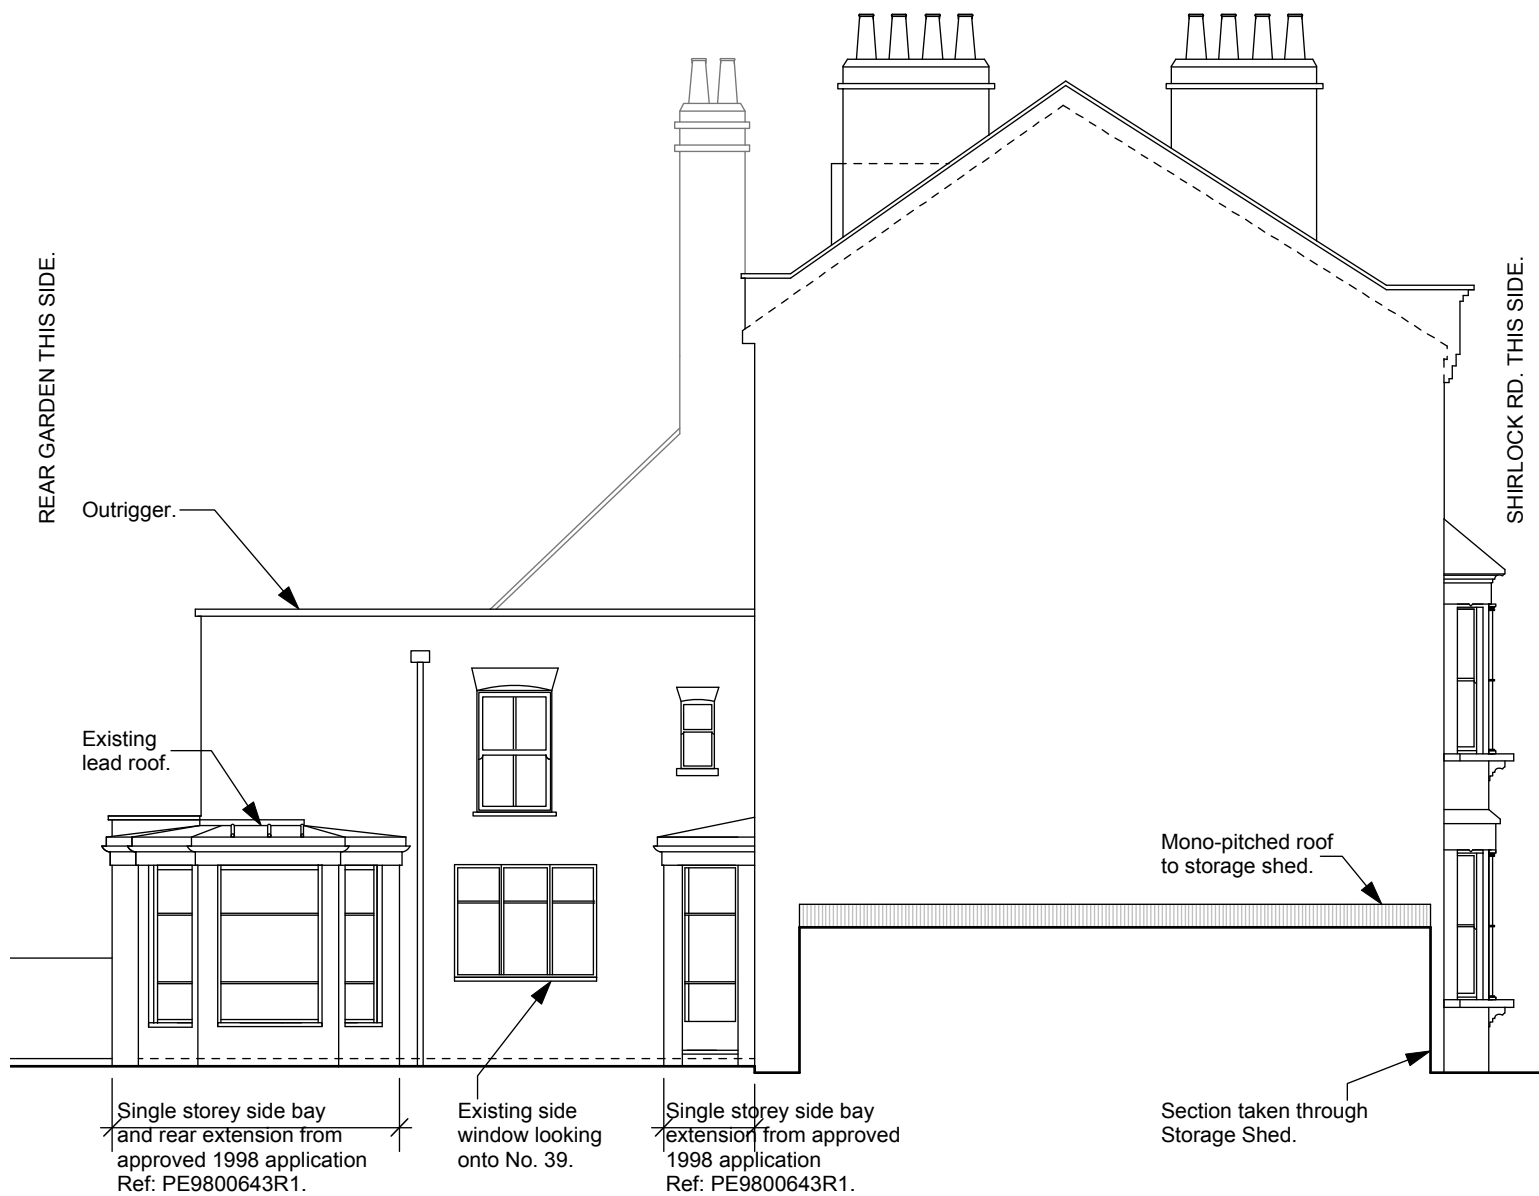 REAR GARDEN THIS SIDE.
SHIRLOCK RD. THIS SIDE.
Outrigger.
Existing
lead roof.
Mono-pitched roof
to storage shed.
Single storey side bay
and rear extension from
approved 1998 application
Ref: PE9800643R1.
Existing side
window looking
onto No. 39.
Single storey side bay
extension from approved
1998 application
Ref: PE9800643R1.
Section taken through
Storage Shed.